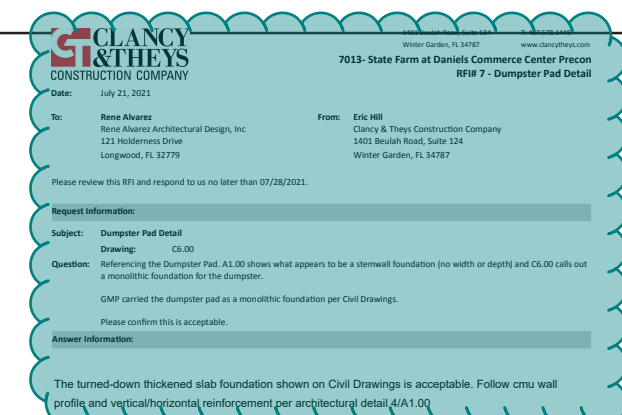 CLANCY
&THEYS
CONSTRUCTION COMPANY
1401 Beulah Road, Suite 124
Winter Garden, FL 34787 www.clancytheys.com
7013- State Farm at Daniels Commerce Center Precon
RFI# 7 - Dumpster Pad Detail
Date: July 21, 2021
To: Rene Alvarez From: Eric Hill
Rene Alvarez Architectural Design, Inc Clancy & Theys Construction Company
121 Holderness Drive 1401 Beulah Road, Suite 124
Longwood, FL 32779 Winter Garden, FL 34787
Please review this RFI and respond to us no later than 07/28/2021.
Request Information:
Subject: Dumpster Pad Detail
Drawing: C6.00
Question: Referencing the Dumpster Pad. A1.00 shows what appears to be a stemwall foundation (no width or depth) and C6.00 calls out
a monolithic foundation for the dumpster.
GMP carried the dumpster pad as a monolithic foundation per Civil Drawings.
Please confirm this is acceptable.
Answer Information:
The turned-down thickened slab foundation shown on Civil Drawings is acceptable. Follow cmu wall
profile and vertical/horizontal reinforcement per architectural detail 4/A1.00